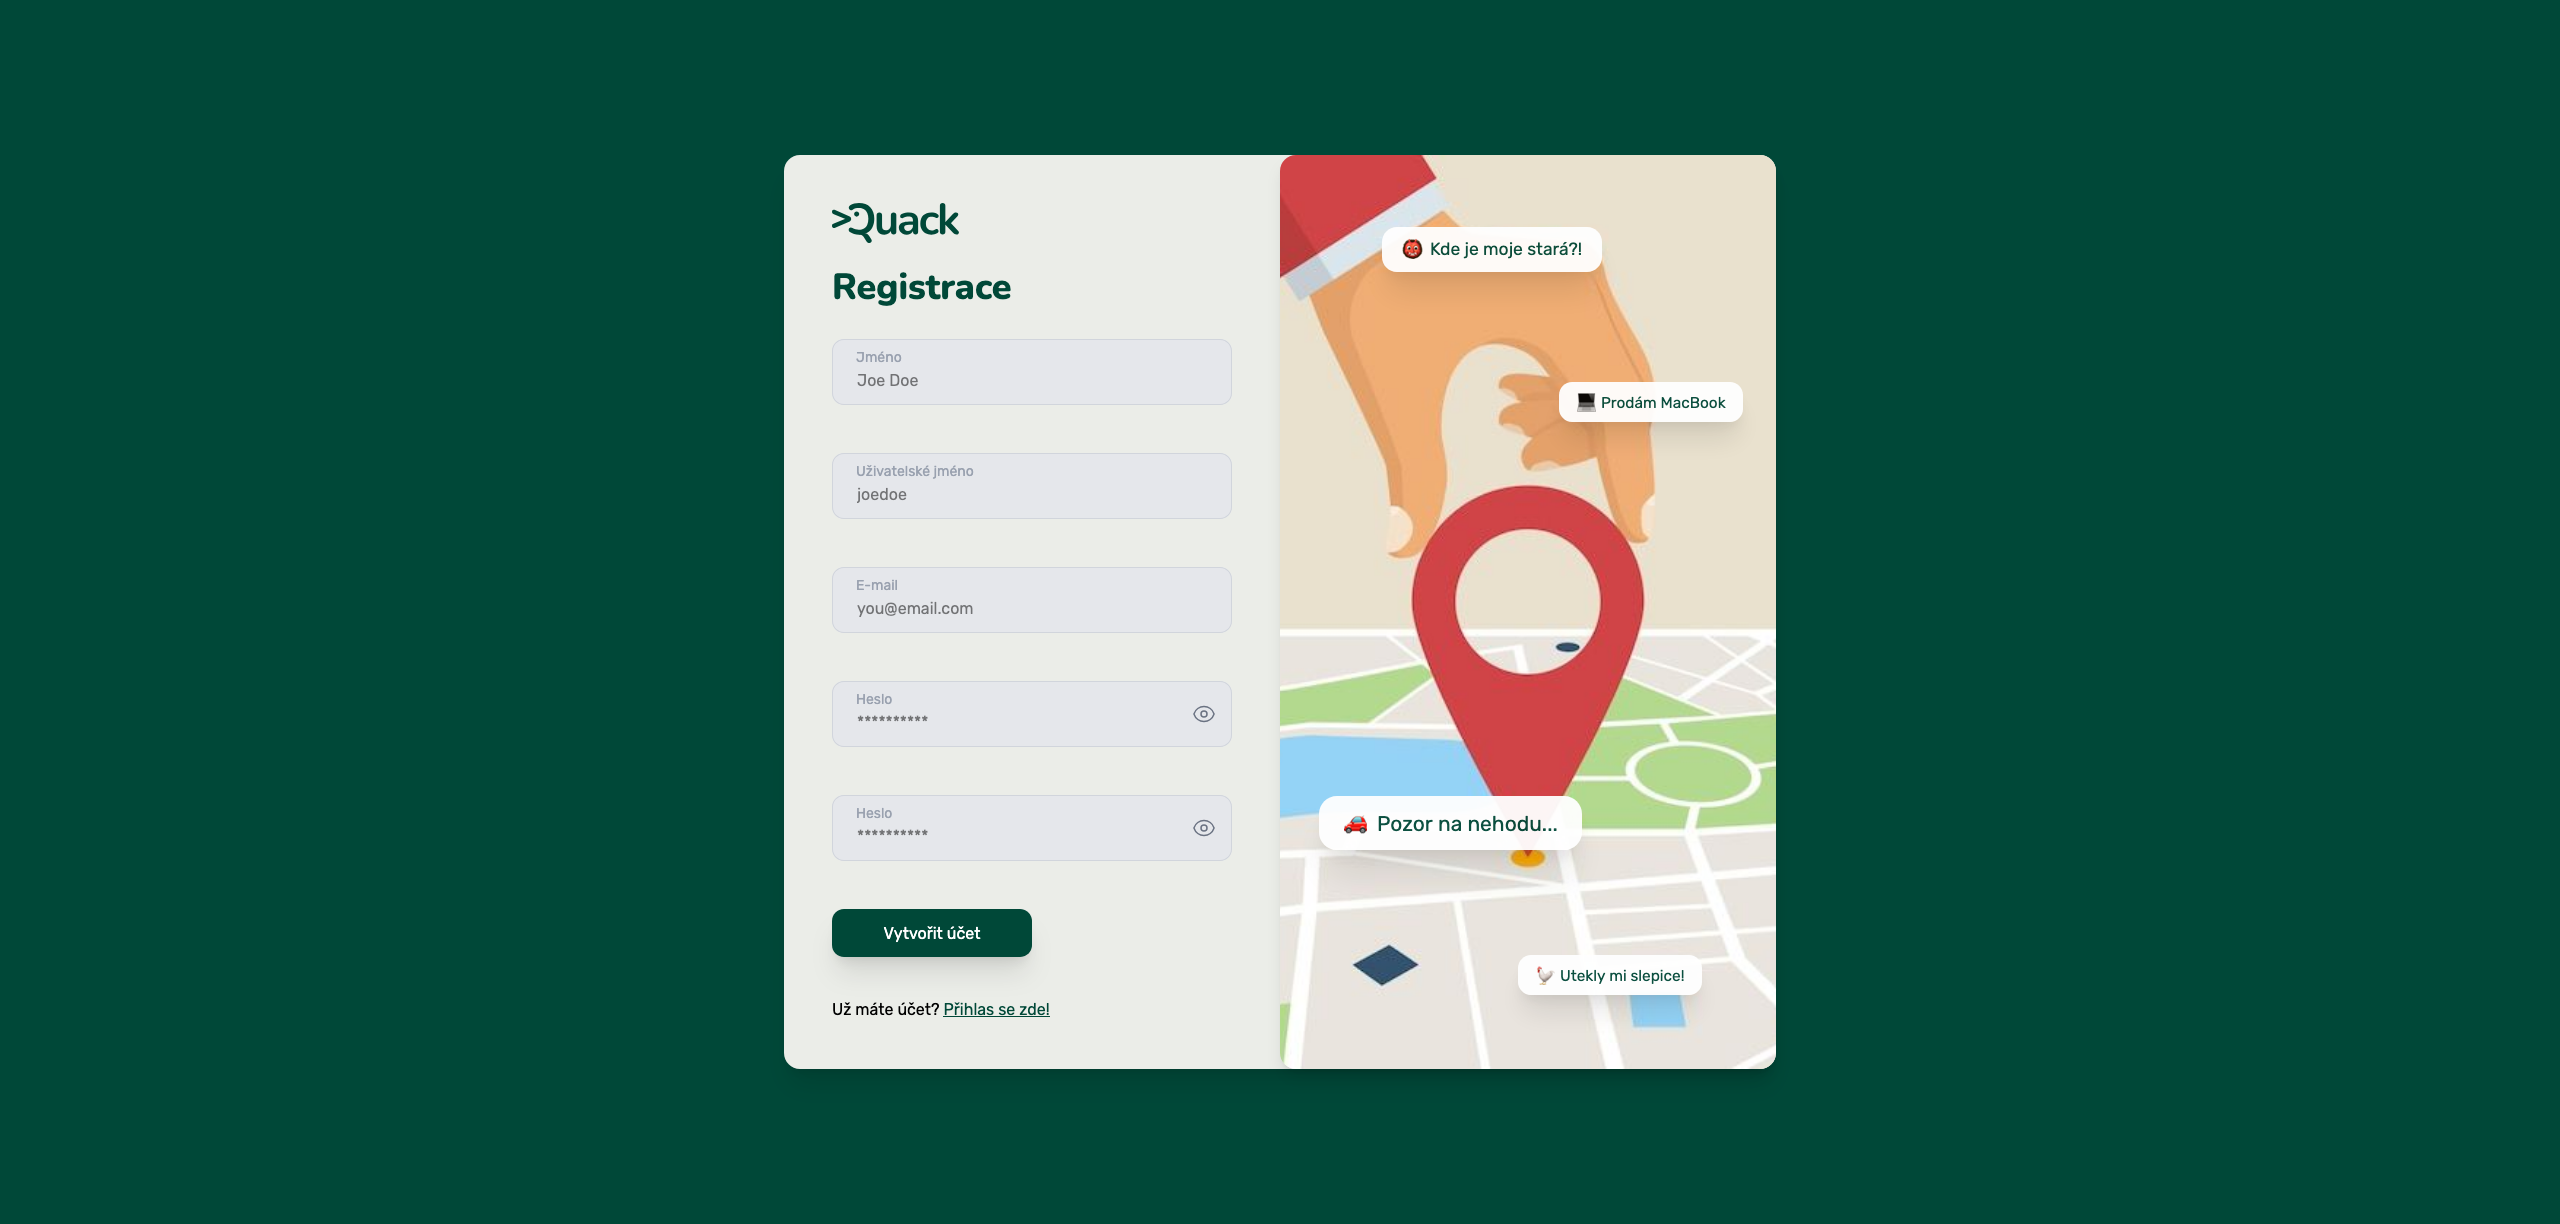 Quack
Registrace
Jméno
Joe Doe
Uživatelské jméno
joedoe
E-mail
you@email.com
Heslo
**********
Heslo
**********
Vytvořit účet
Už máte účet? Přihlas se zde!
👹 Kde je moje stará?!
💻 Prodám MacBook
🚗 Pozor na nehodu...
🐓 Utekly mi slepice!